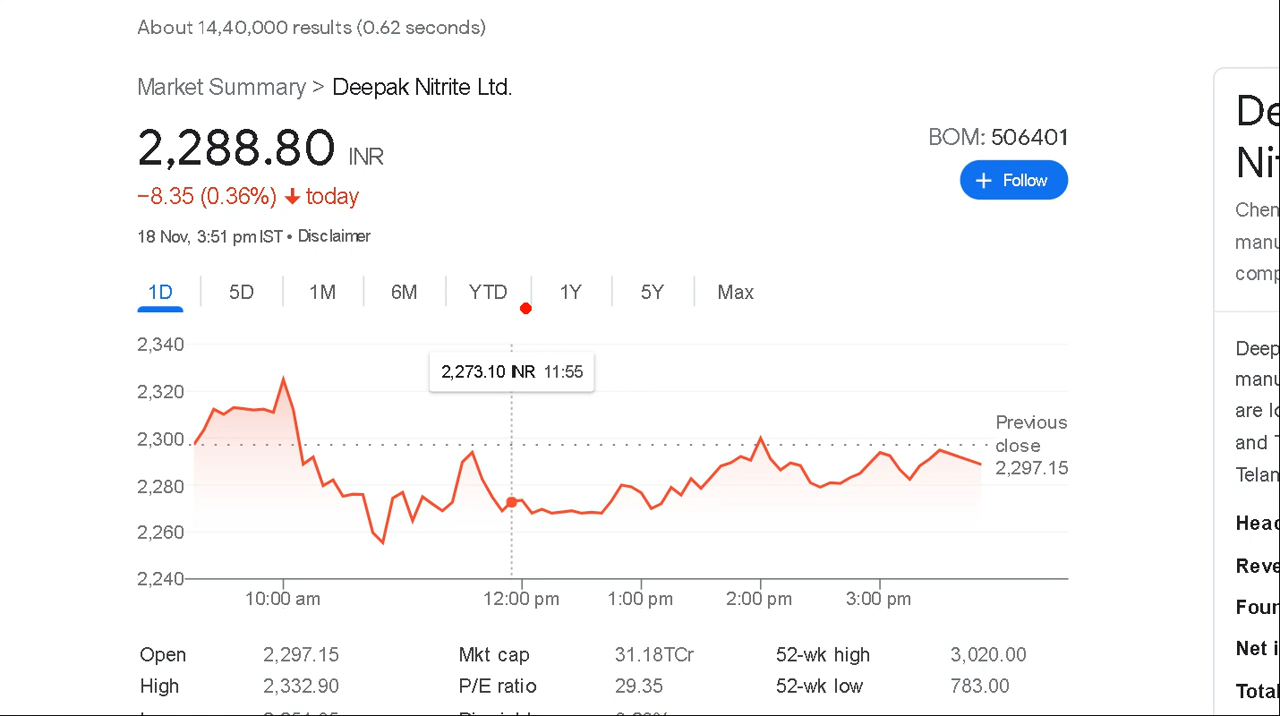 About 14,40,000 results (0.62 seconds)
Market Summary > Deepak Nitrite Ltd.
2,288.80 INR
−8.35 (0.36%) ↓ today
18 Nov, 3:51 pm IST • Disclaimer
BOM: 506401
+ Follow
1D 5D 1M 6M YTD 1Y 5Y Max
2,340
2,320
2,300
2,280
2,260
2,240
2,273.10 INR 11:55
Previous
close
2,297.15
10:00 am 12:00 pm 1:00 pm 2:00 pm 3:00 pm
Open 2,297.15 Mkt cap 31.18TCr 52-wk high 3,020.00
High 2,332.90 P/E ratio 29.35 52-wk low 783.00
De
Nit
Chem
manu
comp
Deep
manu
are lo
and T
Telan
Head
Reve
Foun
Net i
Total